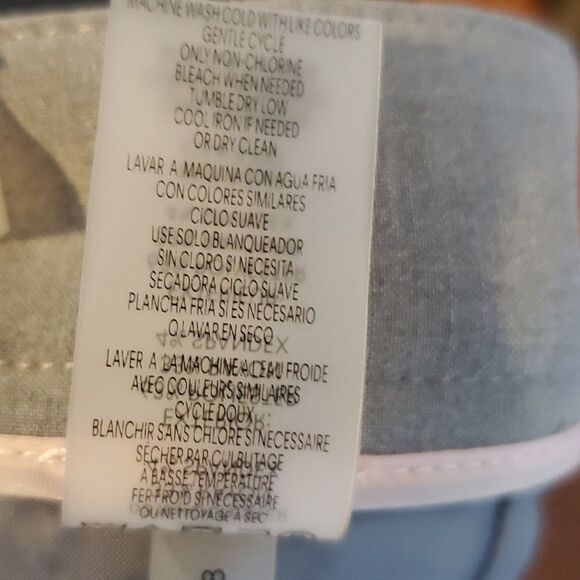 MACHINE WASH COLD WITH LIKE COLORS
GENTLE CYCLE
ONLY NON-CHLORINE
BLEACH WHEN NEEDED
TUMBLE DRY LOW
COOL IRON IF NEEDED
OR DRY CLEAN
LAVAR A MAQUINA CON AGUA FRIA
CON COLORES SIMILARES
CICLO SUAVE
USE SOLO BLANQUEADOR
SIN CLORO SI NECESITA
SECADORA CICLO SUAVE
PLANCHA FRIA SI ES NECESARIO
O LAVAR EN SECO
LAVER A LA MACHINE A L'EAU FROIDE
AVEC COULEURS SIMILAIRES
CYCLE DOUX
BLANCHIR SANS CHLORE SI NECESSAIRE
SECHER PAR CULBUTAGE
A BASSE TEMPERATURE
FER FROID SI NECESSAIRE
OU NETTOYAGE A SEC
8